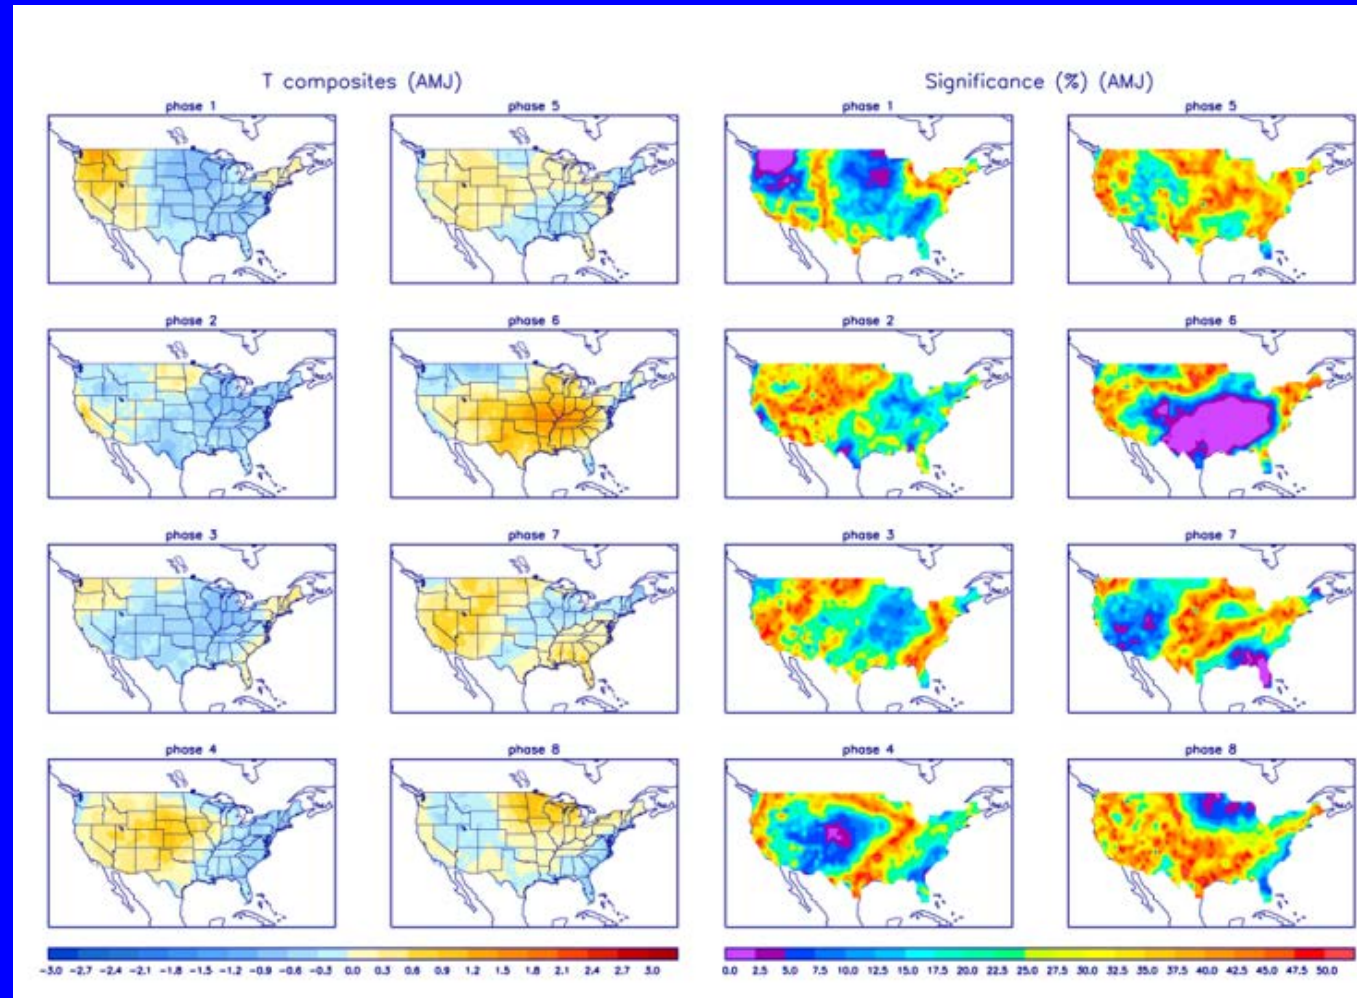 T composites (AMJ)
Significance (%) (AMJ)
phase 1
phase 5
phase 1
phase 5
phase 2
phase 6
phase 2
phase 6
phase 3
phase 7
phase 3
phase 7
phase 4
phase 8
phase 4
phase 8
-3.0 -2.7 -2.4 -2.1 -1.8 -1.5 -1.2 -0.9 -0.6 -0.3 0.0 0.3 0.6 0.9 1.2 1.5 1.8 2.1 2.4 2.7 3.0
0.0 2.5 5.0 7.5 10.0 12.5 15.0 17.5 20.0 22.5 25.0 27.5 30.0 32.5 35.0 37.5 40.0 42.5 45.0 47.5 50.0